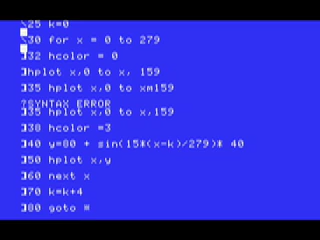 \25 k=0
\30 for x = 0 to 279
]32 hcolor = 0
]hplot x,0 to x, 159
]35 hplot x,0 to xm159
?SYNTAX ERROR
]35 hplot x,0 to x,159
]38 hcolor =3
]40 y=80 + sin(15*(x-k)/279)* 40
]50 hplot x,y
]60 next x
]70 k=k+4
]80 goto